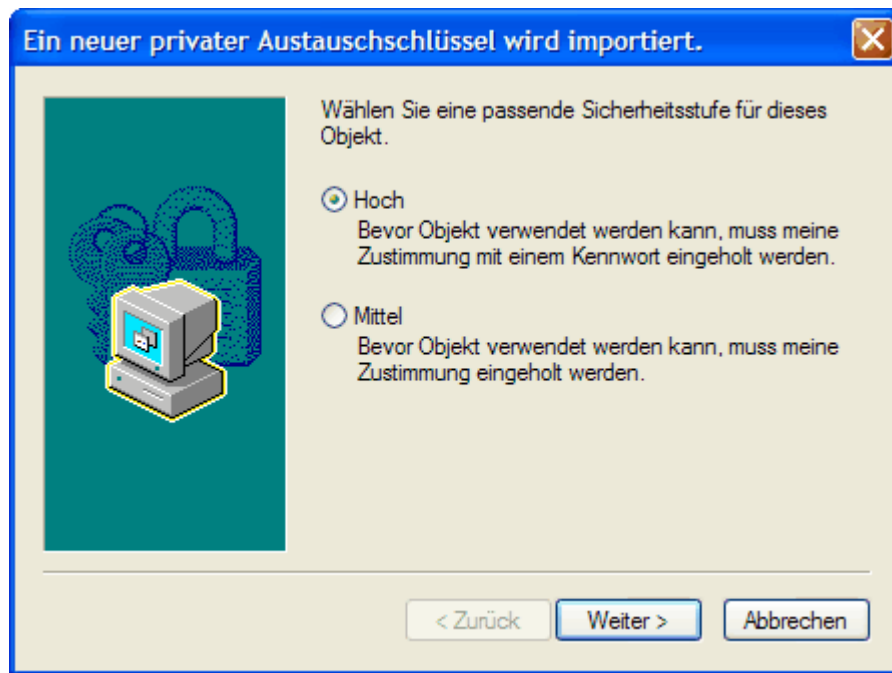 Ein neuer privater Austauschschlüssel wird importiert.
Wählen Sie eine passende Sicherheitsstufe für dieses
Objekt.
Hoch
Bevor Objekt verwendet werden kann, muss meine
Zustimmung mit einem Kennwort eingeholt werden.
Mittel
Bevor Objekt verwendet werden kann, muss meine
Zustimmung eingeholt werden.
< Zurück
Weiter >
Abbrechen